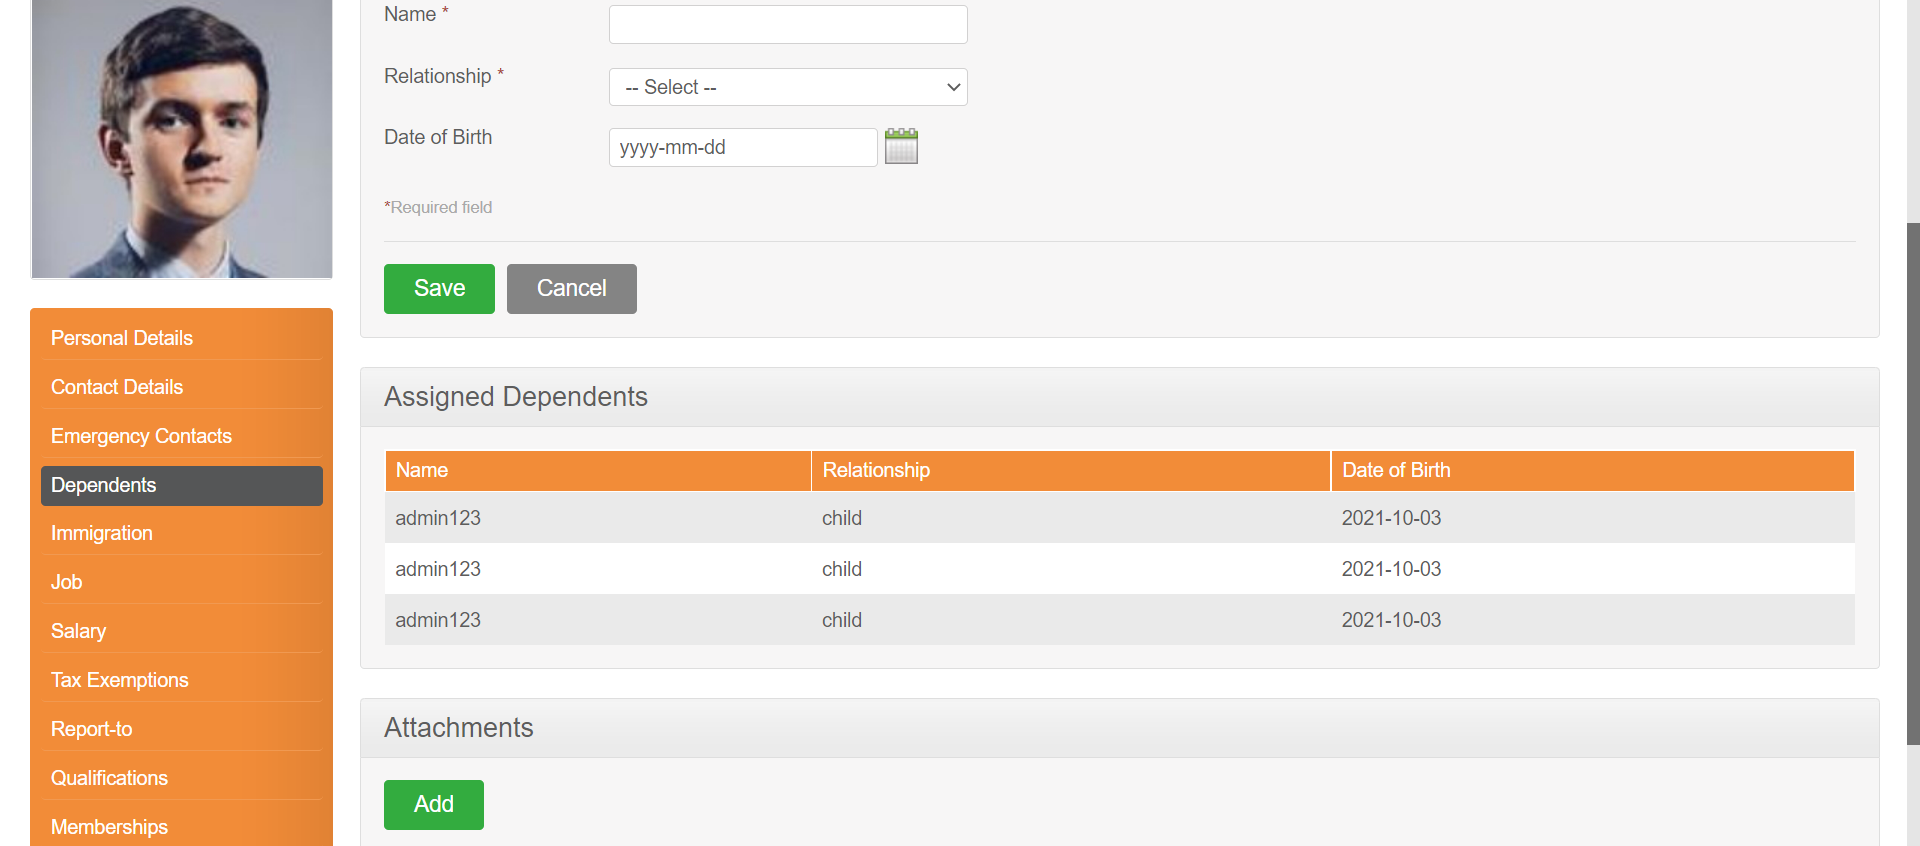 Name *
Relationship *
-- Select --
Date of Birth
yyyy-mm-dd
*Required field
Save
Cancel
Personal Details
Contact Details
Emergency Contacts
Dependents
Immigration
Job
Salary
Tax Exemptions
Report-to
Qualifications
Memberships
Assigned Dependents
Name Relationship Date of Birth
admin123 child 2021-10-03
admin123 child 2021-10-03
admin123 child 2021-10-03
Attachments
Add